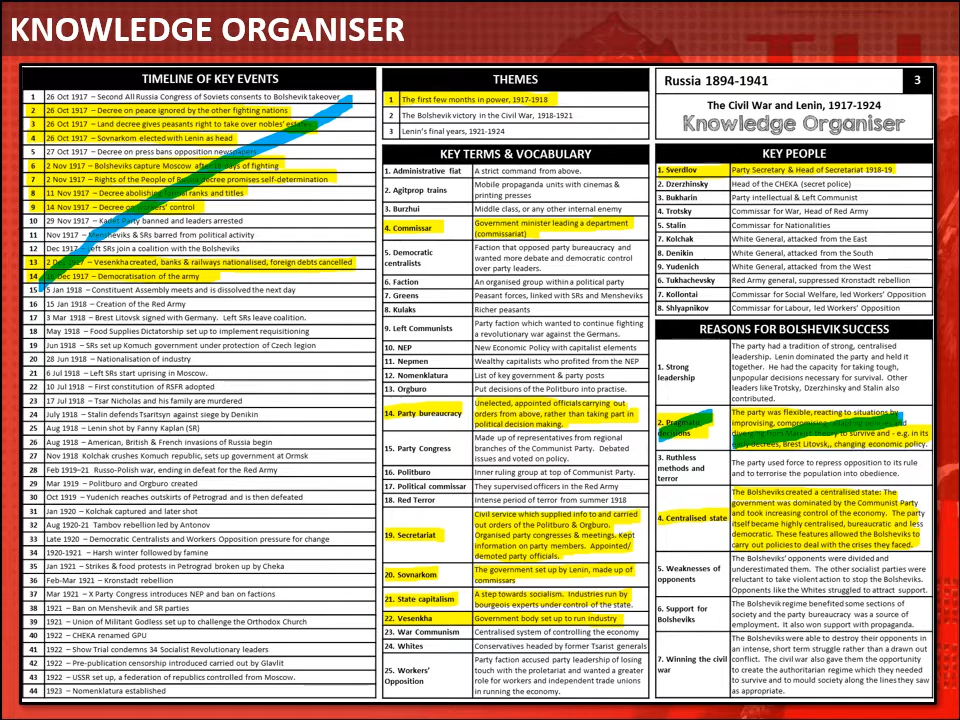 KNOWLEDGE ORGANISER
TIMELINE OF KEY EVENTS
1 26 Oct 1917 – Second All Russia Congress of Soviets consents to Bolshevik takeover
2 26 Oct 1917 – Decree on peace ignored by the other fighting nations
3 26 Oct 1917 – Land decree gives peasants right to take over nobles' estates
4 26 Oct 1917 – Sovnarkom elected with Lenin as head
5 27 Oct 1917 – Decree on press bans opposition newspapers
6 2 Nov 1917 – Bolsheviks capture Moscow after days of fighting
7 2 Nov 1917 – Rights of the People of Russia decree promises self-determination
8 11 Nov 1917 – Decree abolishing ranks and titles
9 14 Nov 1917 – Decree on workers' control
10 29 Nov 1917 – Kadet Party banned and leaders arrested
11 Nov 1917 – Mensheviks & SRs barred from political activity
12 Dec 1917 – Left SRs join a coalition with the Bolsheviks
13 2 Dec 1917 – Vesenkha created, banks & railways nationalised, foreign debts cancelled
14 Dec 1917 – Democratisation of the army
15 5 Jan 1918 – Constituent Assembly meets and is dissolved the next day
16 15 Jan 1918 – Creation of the Red Army
17 3 Mar 1918 – Brest Litovsk signed with Germany. Left SRs leave coalition.
18 May 1918 – Food Supplies Dictatorship set up to implement requisitioning
19 Jun 1918 – SRs set up Komuch government under protection of Czech legion
20 28 Jun 1918 – Nationalisation of industry
21 6 Jul 1918 – Left SRs start uprising in Moscow.
22 10 Jul 1918 – First constitution of RSFR adopted
23 17 Jul 1918 – Tsar Nicholas and his family are murdered
24 July 1918 – Stalin defends Tsaritsyn against siege by Denikin
25 Aug 1918 – Lenin shot by Fanny Kaplan (SR)
26 Aug 1918 – American, British & French invasions of Russia begin
27 Nov 1918 Kolchak crushes Komuch republic, sets up government at Ormsk
28 Feb 1919–21 Russo-Polish war, ending in defeat for the Red Army
29 Mar 1919 – Politburo and Orgburo created
30 Oct 1919 – Yudenich reaches outskirts of Petrograd and is then defeated
31 Jan 1920 – Kolchak captured and later shot
32 Aug 1920-21 Tambov rebellion led by Antonov
33 Late 1920 – Democratic Centralists and Workers Opposition pressure for change
34 1920-1921 – Harsh winter followed by famine
35 Jan 1921 – Strikes & food protests in Petrograd broken up by Cheka
36 Feb-Mar 1921 – Kronstadt rebellion
37 Mar 1921 – X Party Congress introduces NEP and ban on factions
38 1921 – Ban on Menshevik and SR parties
39 1921 – Union of Militant Godless set up to challenge the Orthodox Church
40 1922 – CHEKA renamed GPU
41 1922 – Show Trial condemns 34 Socialist Revolutionary leaders
42 1922 – Pre-publication censorship introduced carried out by Glavlit
43 1922 – USSR set up, a federation of republics controlled from Moscow.
44 1923 – Nomenklatura established
THEMES
1 The first few months in power, 1917-1918
2 The Bolshevik victory in the Civil War, 1918-1921
3 Lenin's final years, 1921-1924
KEY TERMS & VOCABULARY
1. Administrative fiat A strict command from above.
2. Agitprop trains Mobile propaganda units with cinemas &
printing presses
3. Burzhui Middle class, or any other internal enemy
4. Commissar Government minister leading a department
(commissariat)
5. Democratic
centralists
Faction that opposed party bureaucracy and
wanted more debate and democratic control
over party leaders.
6. Faction An organised group within a political party
7. Greens Peasant forces, linked with SRs and Mensheviks
8. Kulaks Richer peasants
9. Left Communists Party faction which wanted to continue fighting
a revolutionary war against the Germans.
10. NEP New Economic Policy with capitalist elements
11. Nepmen Wealthy capitalists who profited from the NEP
12. Nomenklatura List of key government & party posts
13. Orgburo Put decisions of the Politburo into practise.
14. Party bureaucracy Unelected, appointed officials carrying out
orders from above, rather than taking part in
political decision making.
15. Party Congress Made up of representatives from regional
branches of the Communist Party. Debated
issues and voted on policy.
16. Politburo Inner ruling group at top of Communist Party.
17. Political commissar They supervised officers in the Red Army
18. Red Terror Intense period of terror from summer 1918
19. Secretariat Civil service which supplied info to and carried
out orders of the Politburo & Orgburo.
Organised party congresses & meetings. Kept
information on party members. Appointed/
demoted party officials.
20. Sovnarkom The government set up by Lenin, made up of
commissars
21. State capitalism A step towards socialism. Industries run by
bourgeois experts under control of the state.
22. Vesenkha Government body set up to run industry
23. War Communism Centralised system of controlling the economy
24. Whites Conservatives headed by former Tsarist generals
25. Workers'
Opposition
Party faction accused party leadership of losing
touch with the proletariat and wanted a greater
role for workers and independent trade unions
in running the economy.
Russia 1894-1941 3
The Civil War and Lenin, 1917-1924
Knowledge Organiser
KEY PEOPLE
1. Sverdlov Party Secretary & Head of Secretariat 1918-19
2. Dzerzhinsky Head of the CHEKA (secret police)
3. Bukharin Party intellectual & Left Communist
4. Trotsky Commissar for War, Head of Red Army
5. Stalin Commissar for Nationalities
7. Kolchak White General, attacked from the East
8. Denikin White General, attacked from the South
9. Yudenich White General, attacked from the West
6. Tukhachevsky Red Army general, suppressed Kronstadt rebellion
7. Kollontai Commissar for Social Welfare, led Workers' Opposition
8. Shlyapnikov Commissar for Labour, led Workers' Opposition
REASONS FOR BOLSHEVIK SUCCESS
1. Strong
leadership
The party had a tradition of strong, centralised
leadership. Lenin dominated the party and held it
together. He had the capacity for taking tough,
unpopular decisions necessary for survival. Other
leaders like Trotsky, Dzerzhinsky and Stalin also
contributed.
2. Pragmatic
decisions
The party was flexible, reacting to situations by
improvising, compromising,
diverging from Marxist theory to survive and - e.g. in its
early decrees, Brest Litovsk,, changing economic policy.
3. Ruthless
methods and
terror
The party used force to repress opposition to its rule
and to terrorise the population into obedience.
4. Centralised state
The Bolsheviks created a centralised state: The
government was dominated by the Communist Party
and took increasing control of the economy. The party
itself became highly centralised, bureaucratic and less
democratic. These features allowed the Bolsheviks to
carry out policies to deal with the crises they faced.
5. Weaknesses of
opponents
The Bolsheviks' opponents were divided and
underestimated them. The other socialist parties were
reluctant to take violent action to stop the Bolsheviks.
Opponents like the Whites struggled to attract support.
6. Support for
Bolsheviks
The Bolshevik regime benefited some sections of
society and the party bureaucracy was a source of
employment. It also won support with propaganda.
7. Winning the civil
war
The Bolsheviks were able to destroy their opponents in
an intense, short term struggle rather than a drawn out
conflict. The civil war also gave them the opportunity
to create the authoritarian regime which they needed
to survive and to mould society along the lines they saw
as appropriate.